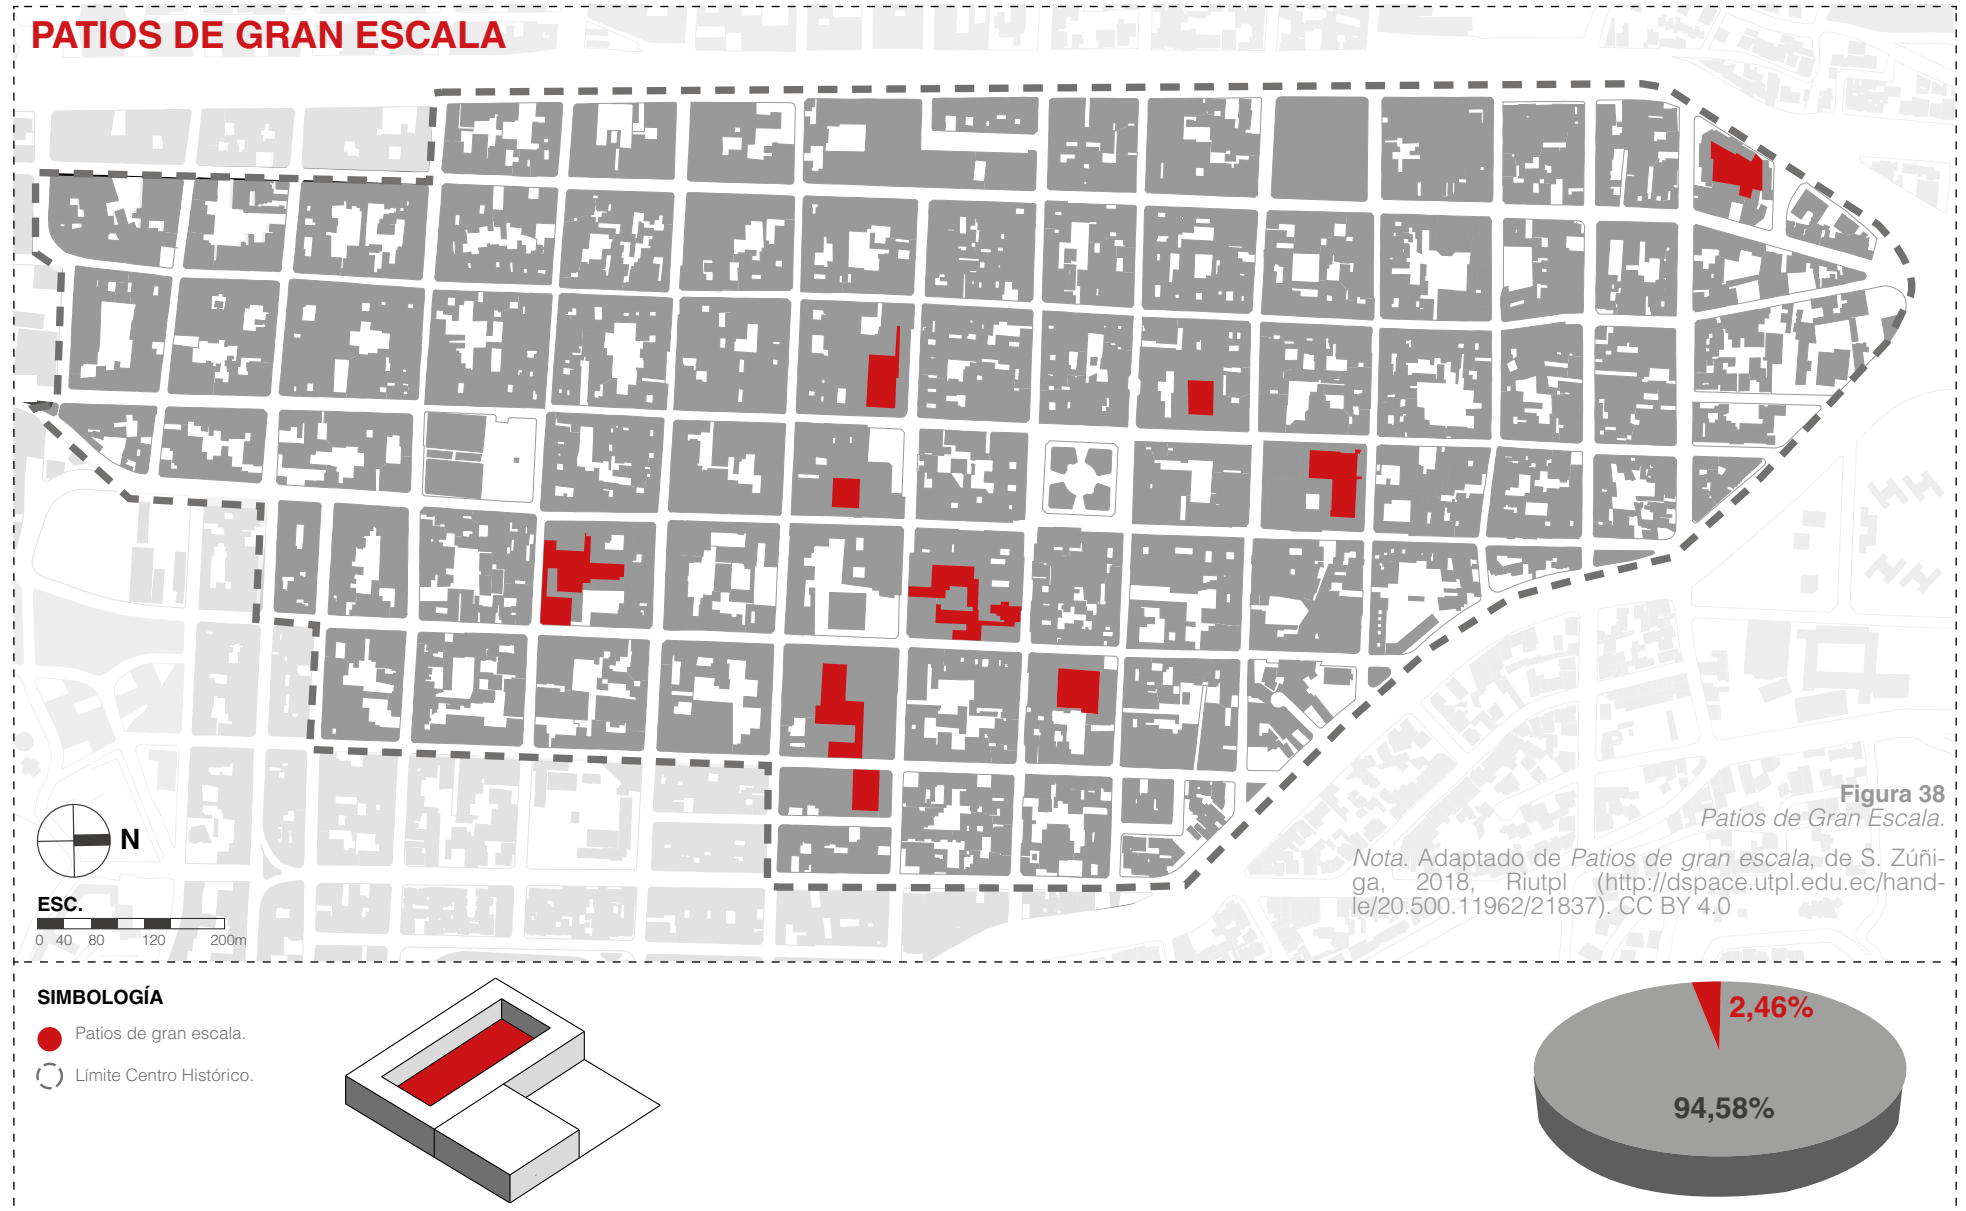 PATIOS DE GRAN ESCALA
N
ESC.
0 40 80 120 200m
Figura 38
Patios de Gran Escala.
Nota. Adaptado de Patios de gran escala, de S. Zúñi-
ga, 2018, Riutpl (http://dspace.utpl.edu.ec/hand-
le/20.500.11962/21837). CC BY 4.0
SIMBOLOGÍA
Patios de gran escala.
Límite Centro Histórico.
2,46%
94,58%